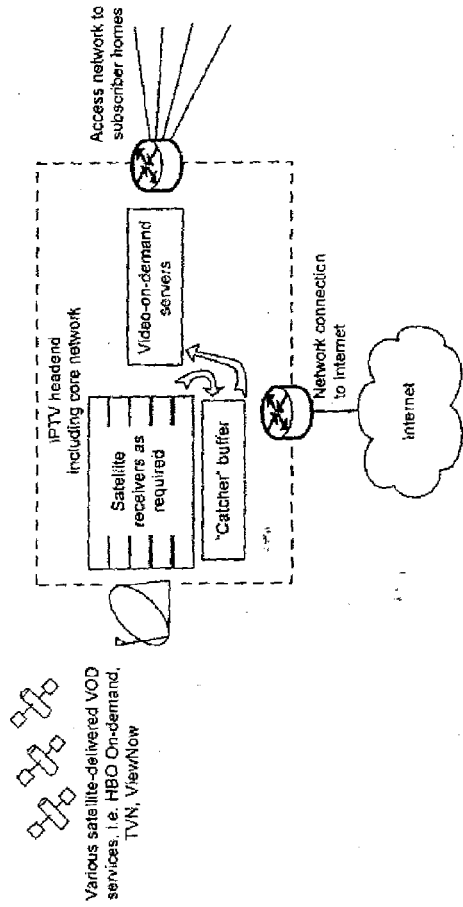 Various satellite-delivered VOD
services, i.e. HBO On-demand,
TVN, ViewNow
IPTV headend
including core network
Satellite
receivers as
required
"Catcher" buffer
Video-on-demand
servers
Access network to
subscriber homes
Network connection
to Internet
Internet